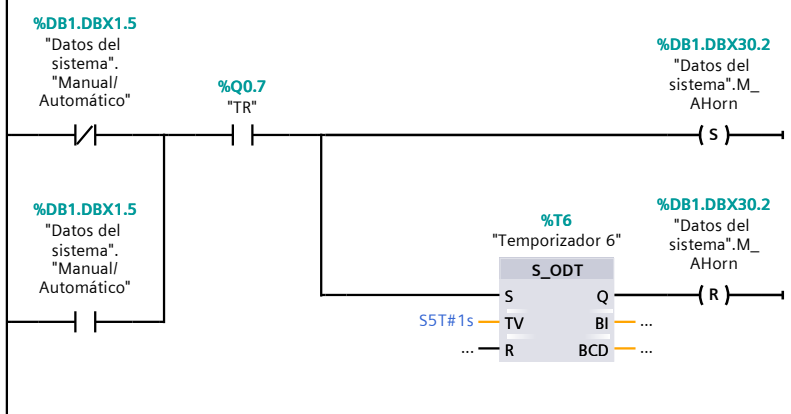 %DB1.DBX1.5
"Datos del
sistema".
"Manual/
Automático"
%Q0.7
"TR"
%DB1.DBX30.2
"Datos del
sistema".M_
AHorn
S
%DB1.DBX1.5
"Datos del
sistema".
"Manual/
Automático"
%T6
"Temporizador 6"
S_ODT
S Q
S5T#1s TV BI ...
... R BCD ...
%DB1.DBX30.2
"Datos del
sistema".M_
AHorn
R